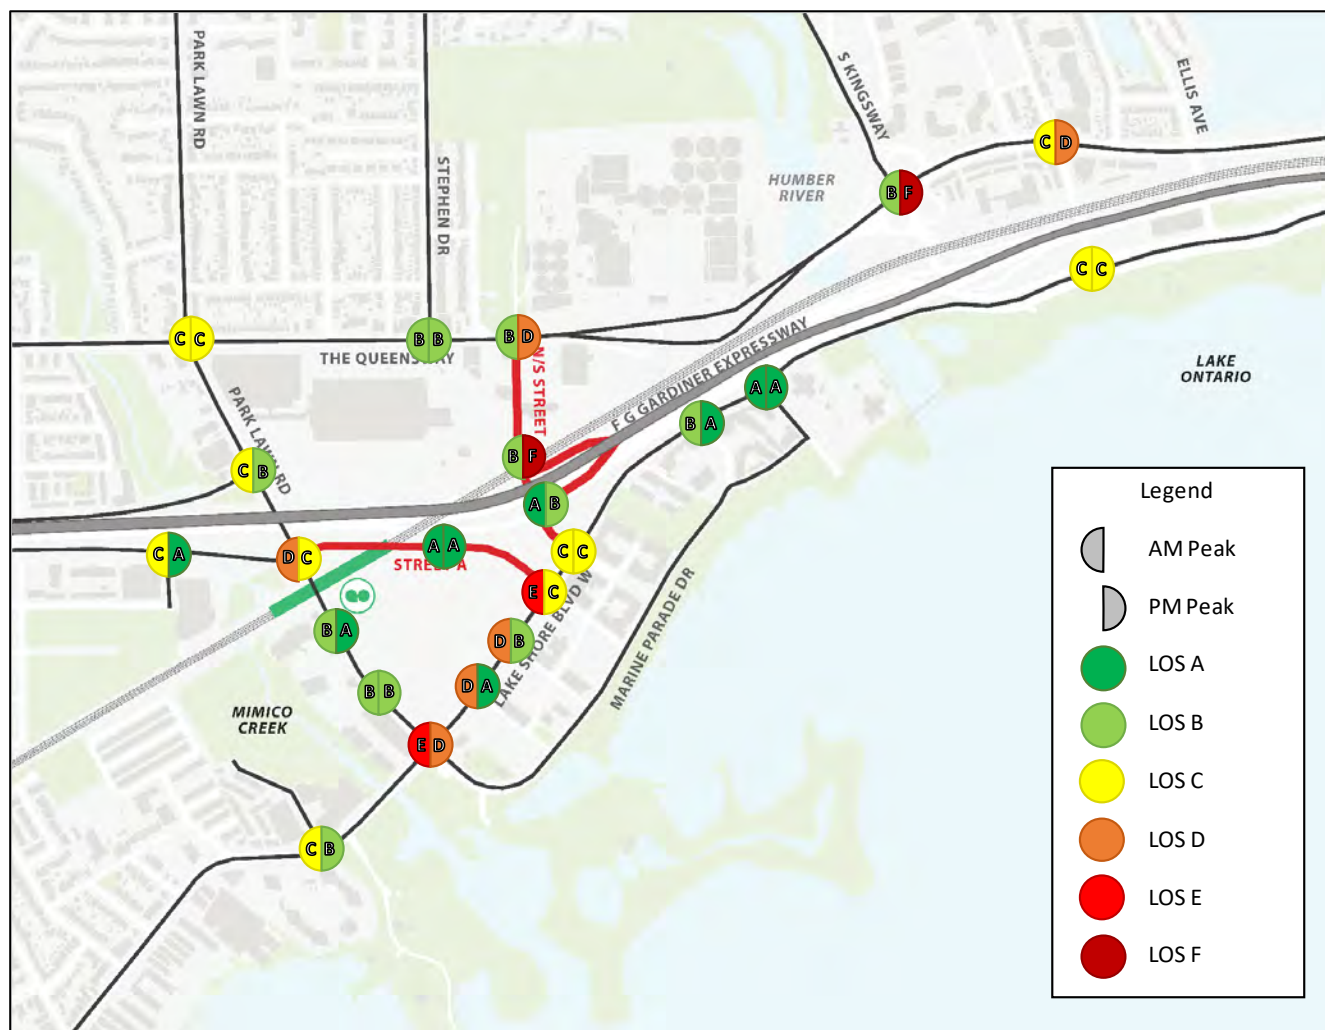 PARK LAWN RD
STEPHEN DR
S KINGSWAY
ELLIS AVE
HUMBER
RIVER
C D
B F
C C
C C
B B
B D
THE QUEENSWAY
N/S STREET
F.G GARDINER EXPRESSWAY
LAKE
ONTARIO
A A
B A
PARK LAWN RD
C B
B F
A B
C A
D C
A A
STREET A
C C
E C
B A
D B
LAKE SHORE BLVD W
MARINE PARADE DR
D A
B B
MIMICO
CREEK
E D
C B
Legend
AM Peak
PM Peak
LOS A
LOS B
LOS C
LOS D
LOS E
LOS F